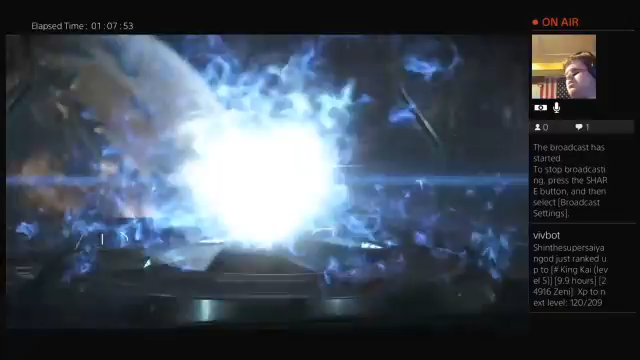 Elapsed Time : 01:07:53
ON AIR
0
1
The broadcast has
started.
To stop broadcasti
ng, press the SHAR
E button, and then
select [Broadcast
Settings].
vivbot
Shinthesupersaiya
ngod just ranked u
p to [# King Kai (lev
el 5)] [9.9 hours] [2
4916 Zeni]! Xp to n
ext level: 120/209